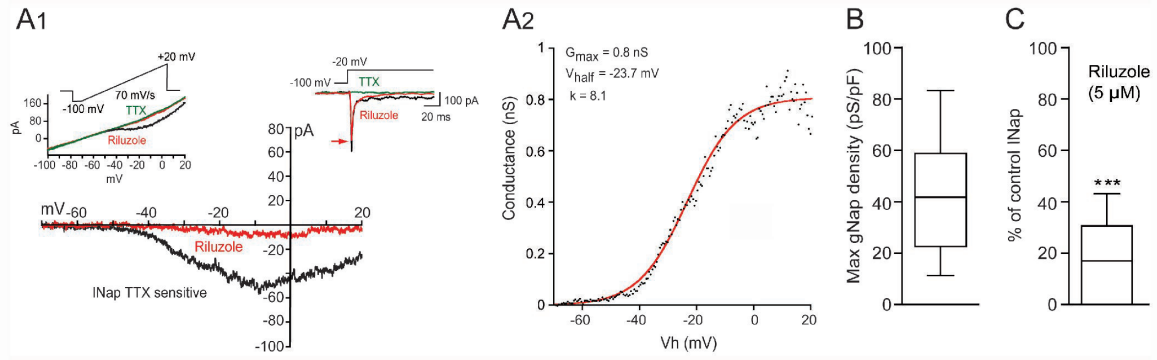 A1
+20 mV
-100 mV
70 mV/s
TTX
Riluzole
pA
160
80
40
0
-100 -80 -60 -40 -20 0 20
mV
-20 mV
-100 mV
TTX
Riluzole
100 pA
20 ms
pA
80
60
40
20
mV
-60 -40 -20 20
Riluzole
INap TTX sensitive
-20
-40
-60
-80
-100
A2
Gmax = 0.8 nS
Vhalf = -23.7 mV
k = 8.1
Conductance (nS)
1
0.8
0.6
0.4
0.2
0
-60 -40 -20 0 20
Vh (mV)
B
Max gNap density (pS/pF)
100
80
60
40
20
0
C
% of control INap
100
80
60
40
20
0
Riluzole
(5 µM)
***